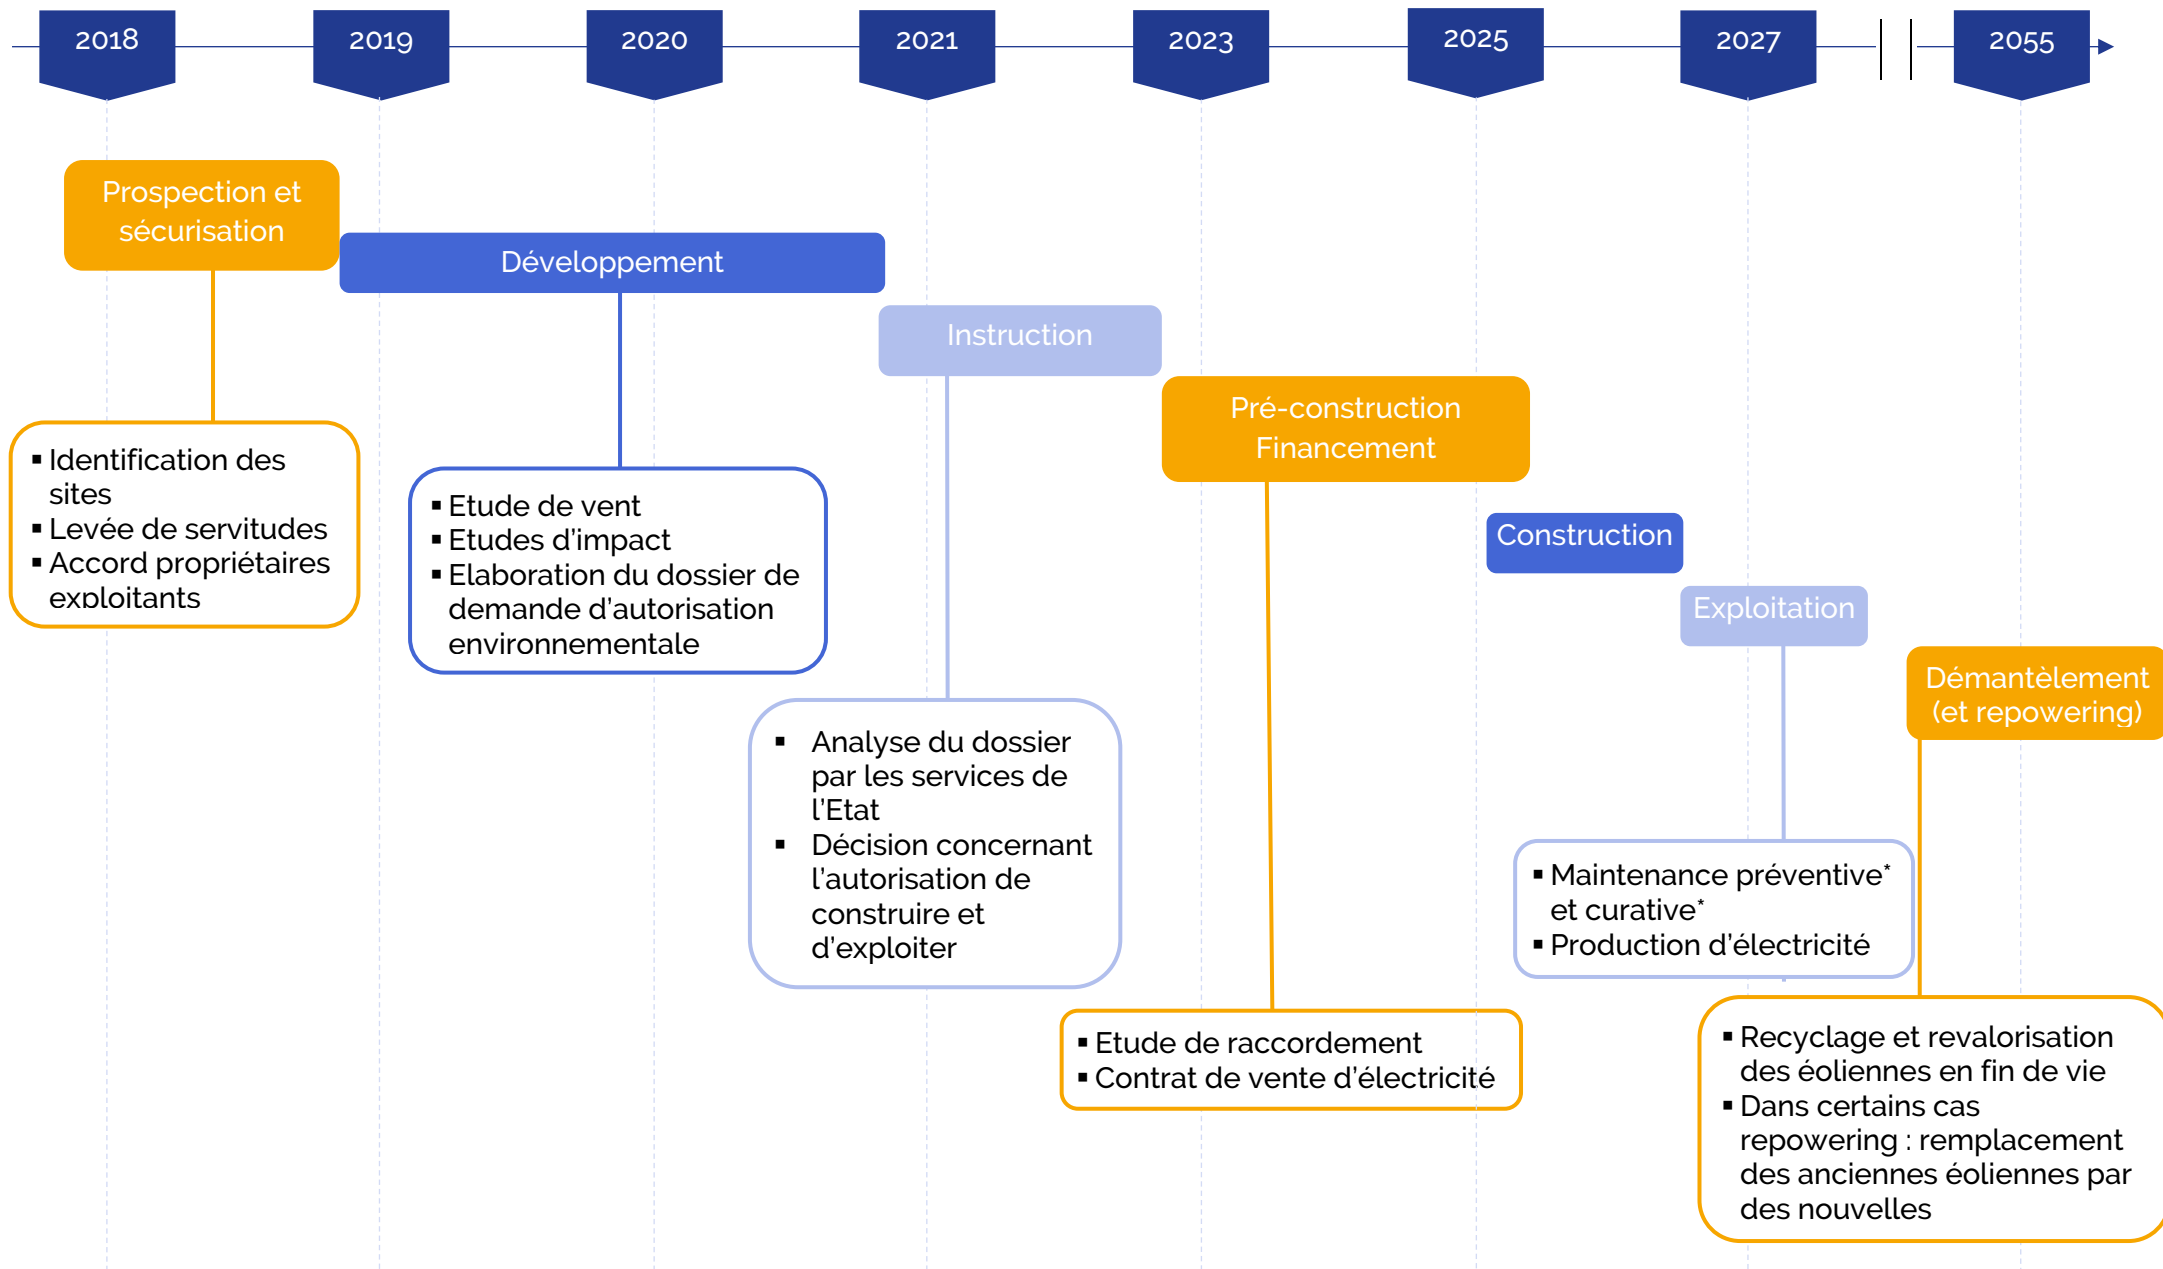 2018
2019
2020
2021
2023
2025
2027
2055
Prospection et
sécurisation
Développement
Instruction
Pré-construction
Financement
Construction
Exploitation
Démantèlement
(et repowering)
▪ Identification des
sites
▪ Levée de servitudes
▪ Accord propriétaires
exploitants
▪ Etude de vent
▪ Etudes d’impact
▪ Elaboration du dossier de
demande d’autorisation
environnementale
▪ Analyse du dossier
par les services de
l’Etat
▪ Décision concernant
l’autorisation de
construire et
d’exploiter
▪ Etude de raccordement
▪ Contrat de vente d’électricité
▪ Maintenance préventive*
et curative*
▪ Production d’électricité
▪ Recyclage et revalorisation
des éoliennes en fin de vie
▪ Dans certains cas
repowering : remplacement
des anciennes éoliennes par
des nouvelles